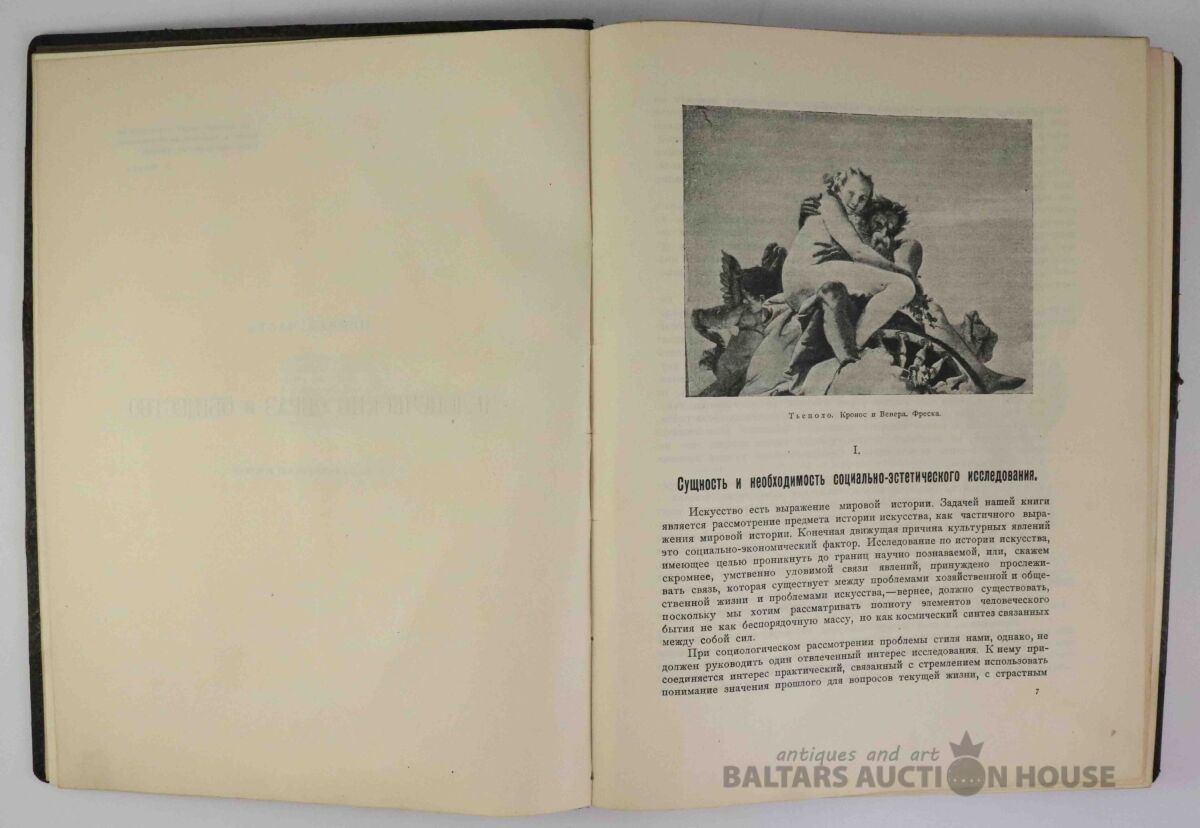 Тьеполо. Кронос и Венера. Фреска.
I.
Сущность и необходимость социально-эстетического исследования.
Искусство есть выражение мировой истории. Задачей нашей книги
является рассмотрение предмета истории искусства, как частичного выра-
жения мировой истории. Конечная движущая причина культурных явлений
это социально-экономический фактор. Исследование по истории искусства,
имеющее целью проникнуть до границ научно познаваемой, или, скажем
скромнее, умственно уловимой связи явлений, принуждено прослежи-
вать связь, которая существует между проблемами хозяйственной и обще-
ственной жизни и проблемами искусства,—вернее, должно существовать,
поскольку мы хотим рассматривать полноту элементов человеческого
бытия не как беспорядочную массу, но как космический синтез связанных
между собой сил.
При социологическом рассмотрении проблемы стиля нами, однако, не
должен руководить один отвлеченный интерес исследования. К нему при-
соединяется интерес практический, связанный с стремлением использовать
понимание значения прошлого для вопросов текущей жизни, с страстным
7
antiques and art
BALTARS AUCTION HOUSE